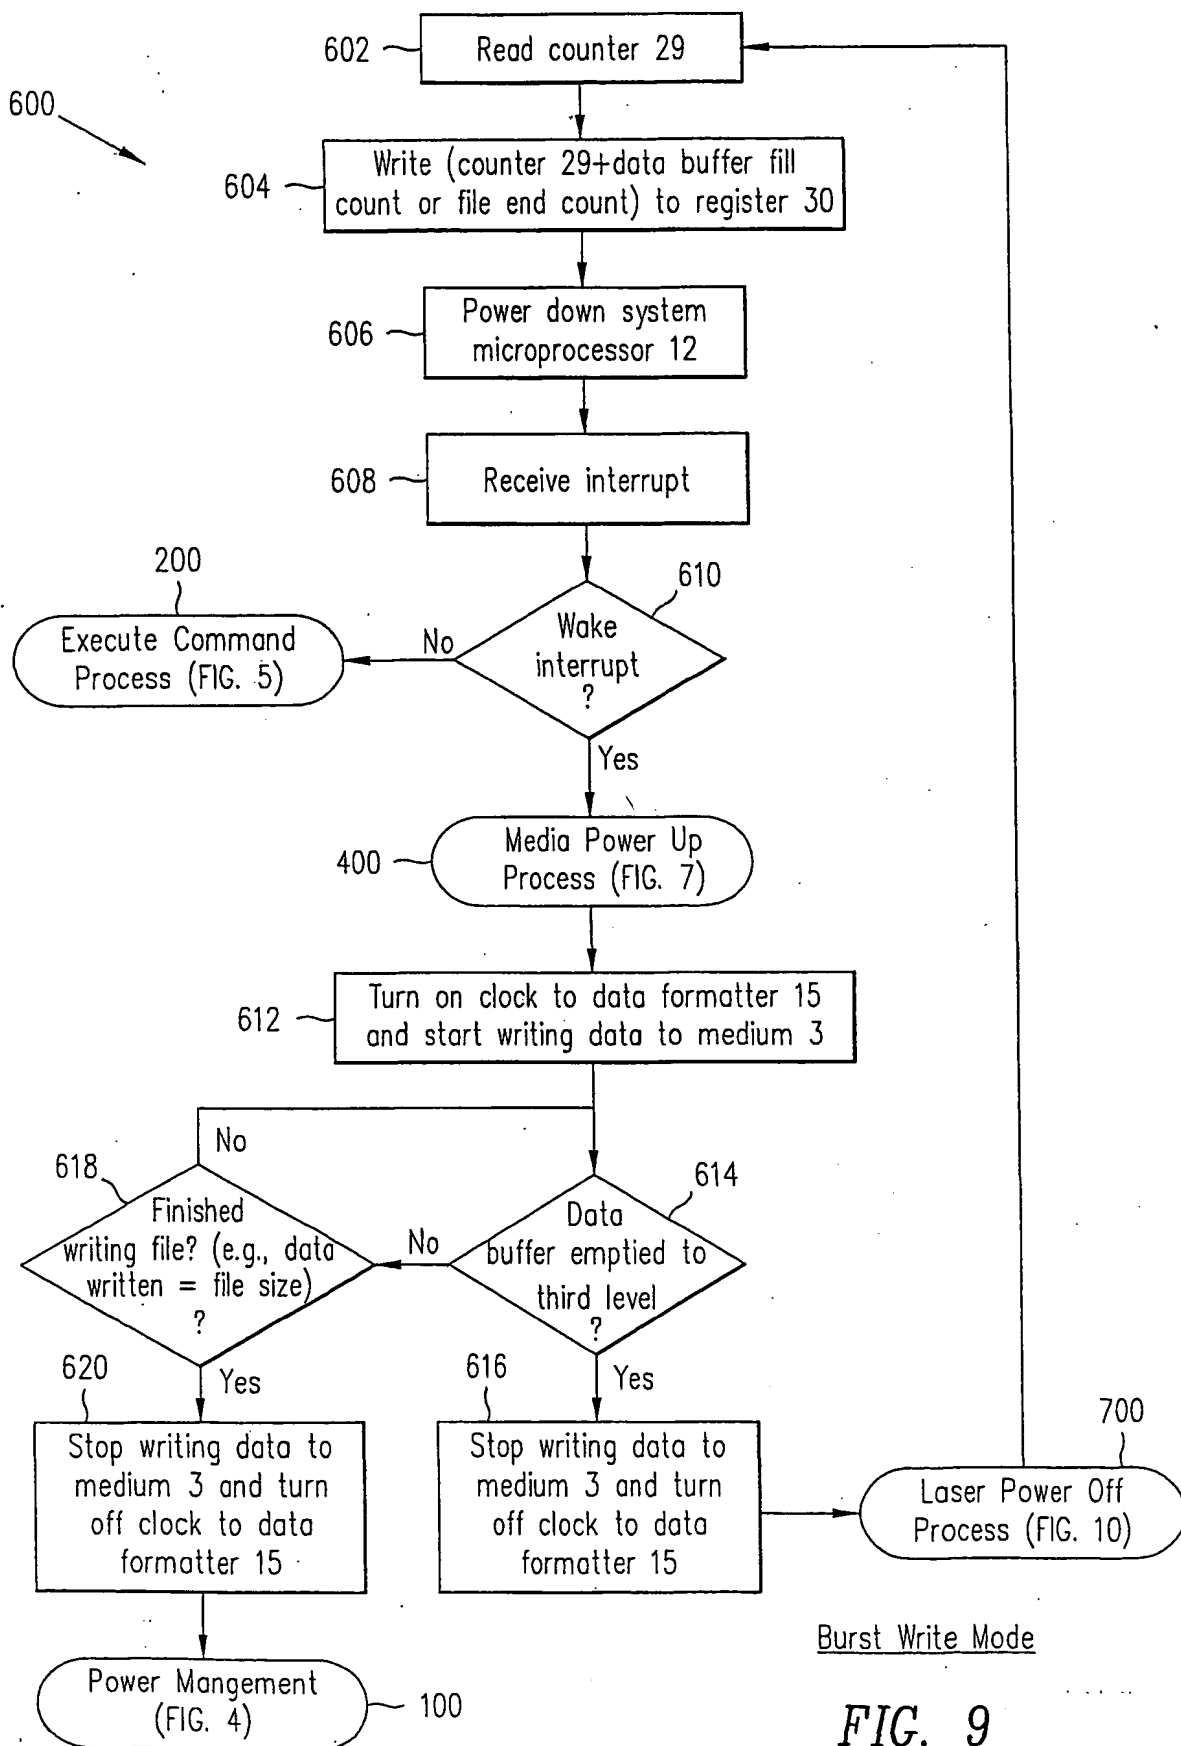 602
Read counter 29
600
604
Write (counter 29+data buffer fill
count or file end count) to register 30
606
Power down system
microprocessor 12
608
Receive interrupt
200
Execute Command
Process (FIG. 5)
No
610
Wake
interrupt
?
Yes
400
Media Power Up
Process (FIG. 7)
612
Turn on clock to data formatter 15
and start writing data to medium 3
No
618
Finished
writing file? (e.g., data
written = file size)
?
No
614
Data
buffer emptied to
third level
?
620
Yes
616
Yes
Stop writing data to
medium 3 and turn
off clock to data
formatter 15
Stop writing data to
medium 3 and turn
off clock to data
formatter 15
700
Laser Power Off
Process (FIG. 10)
Power Mangement
(FIG. 4)
100
Burst Write Mode
FIG. 9